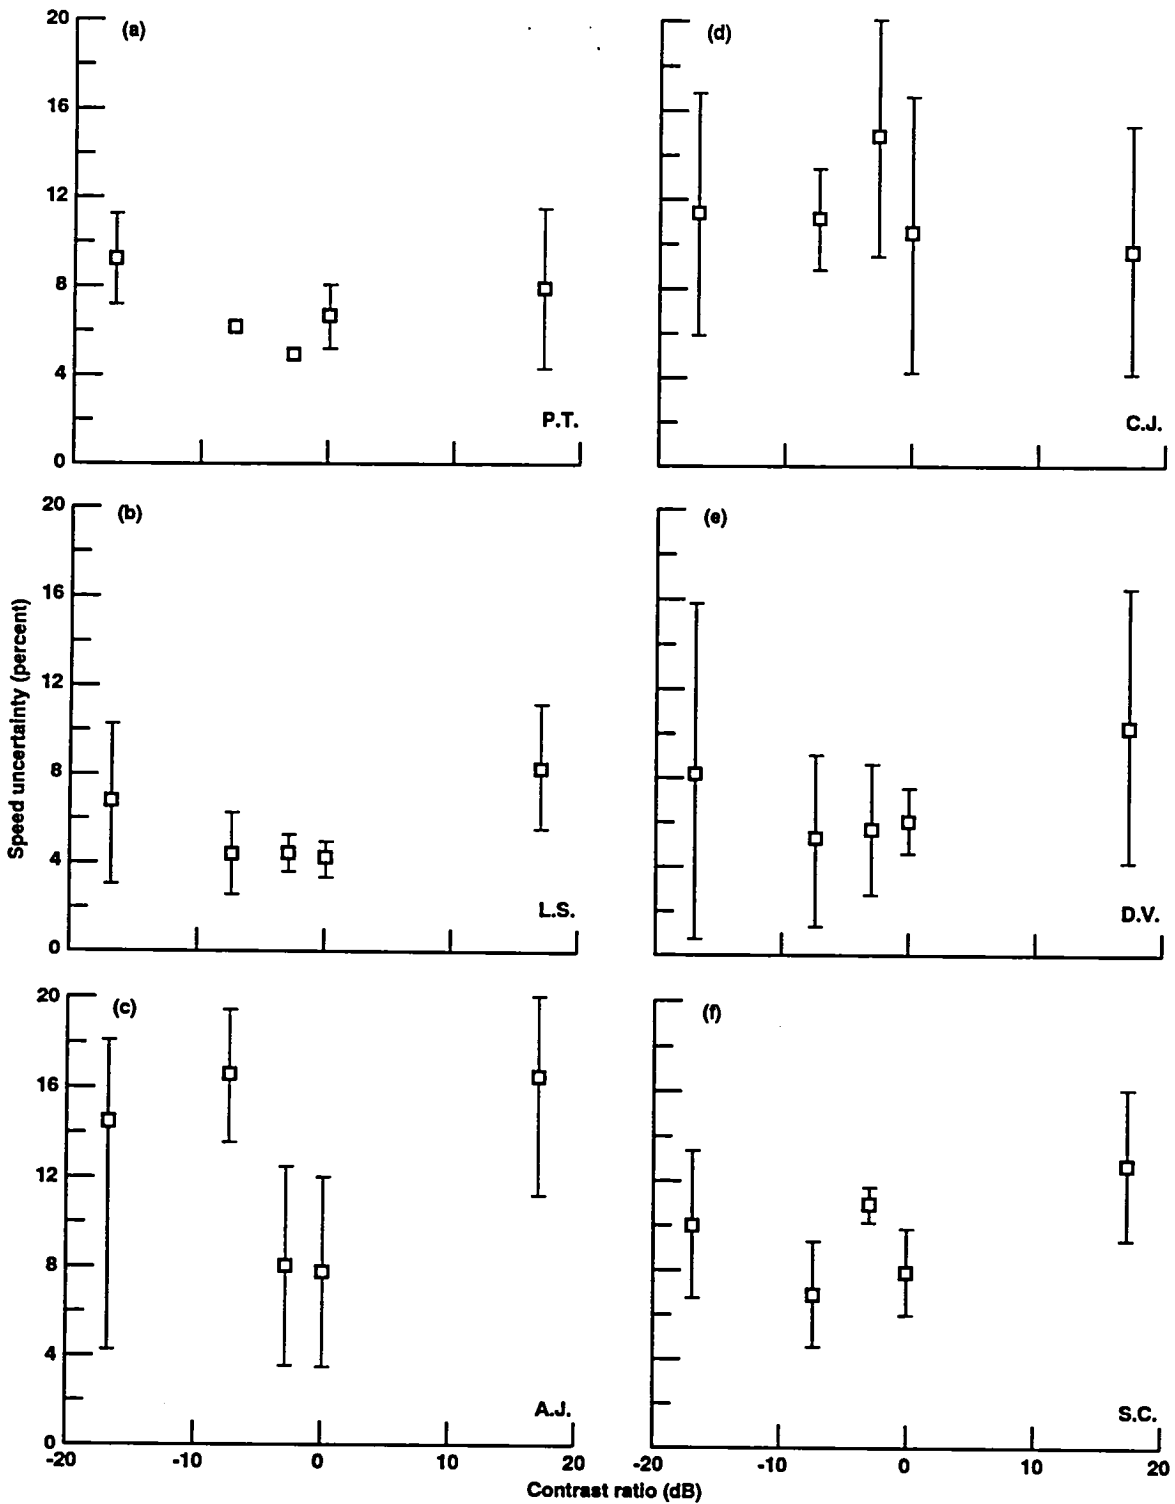 20
(a)
16
12
8
4
0
P.T.
(d)
C.J.
20
(b)
16
12
8
4
0
L.S.
(e)
D.V.
Speed uncertainty (percent)
20
(c)
16
12
8
4
0
A.J.
-20
-10
0
10
20
(f)
S.C.
-20
-10
0
10
20
Contrast ratio (dB)